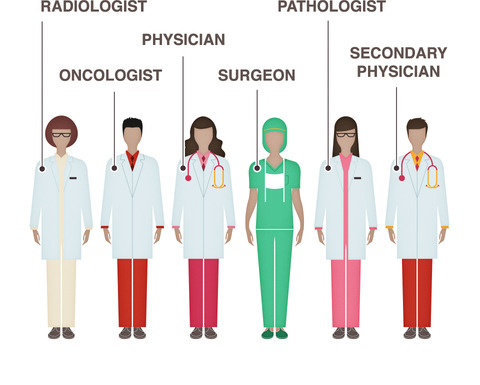 RADIOLOGIST
PATHOLOGIST
PHYSICIAN
SECONDARY
PHYSICIAN
ONCOLOGIST
SURGEON